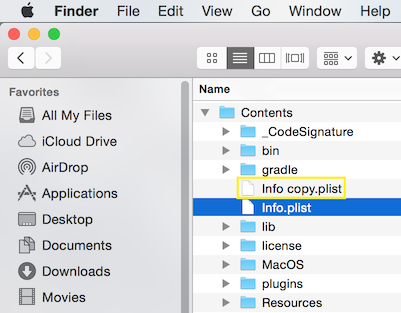 Finder File Edit View Go Window Help
Name
Favorites
All My Files
iCloud Drive
AirDrop
Applications
Desktop
Documents
Downloads
Movies
Contents
_CodeSignature
bin
gradle
Info copy.plist
Info.plist
lib
license
MacOS
plugins
Resources